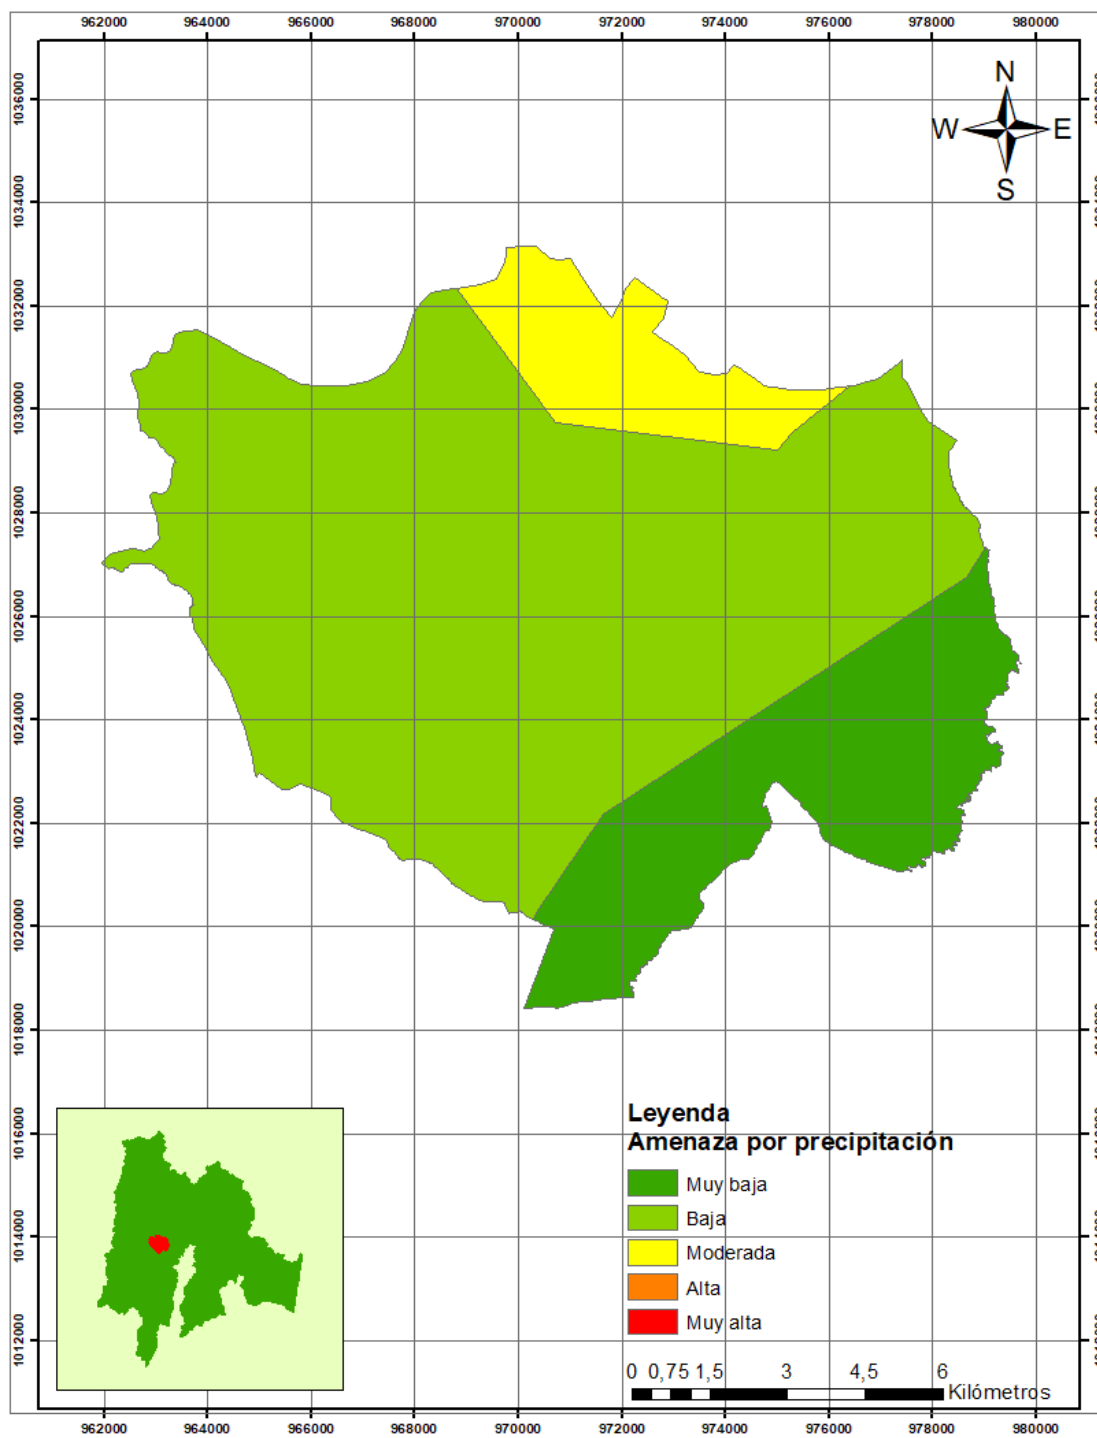 962000 964000 966000 968000 970000 972000 974000 976000 978000 980000
N
W E
S
1036000
1034000
1032000
1030000
1028000
1026000
1024000
1022000
1020000
1018000
1016000
1014000
1012000
Leyenda
Amenaza por precipitación
Muy baja
Baja
Moderada
Alta
Muy alta
0 0,75 1,5 3 4,5 6
Kilómetros
962000 964000 966000 968000 970000 972000 974000 976000 978000 980000